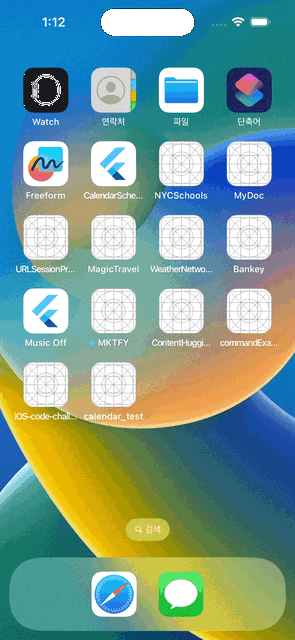 1:12
Watch
연락처
파일
단축어
Freeform
CalendarSche...
NYCSchools
MyDoc
URLSessionPr...
MagicTravel
WeatherNetwo...
Bankey
Music Off
MKTFY
ContentHuggi...
commandExa...
iOS-code-chall...
calendar_test
검색